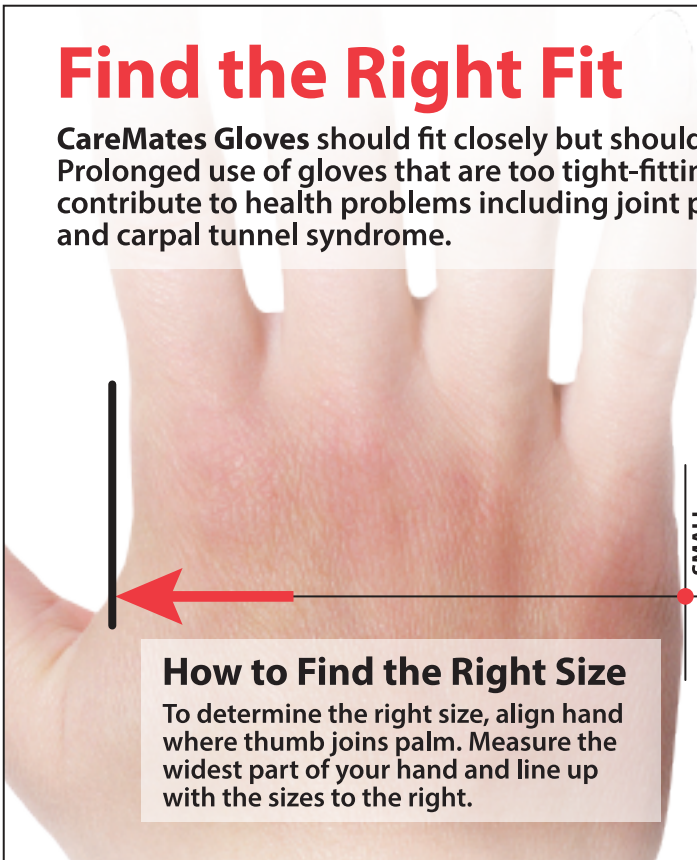 Find the Right Fit
CareMates Gloves should fit closely but should
Prolonged use of gloves that are too tight-fittin
contribute to health problems including joint p
and carpal tunnel syndrome.
SMALL
How to Find the Right Size
To determine the right size, align hand
where thumb joins palm. Measure the
widest part of your hand and line up
with the sizes to the right.